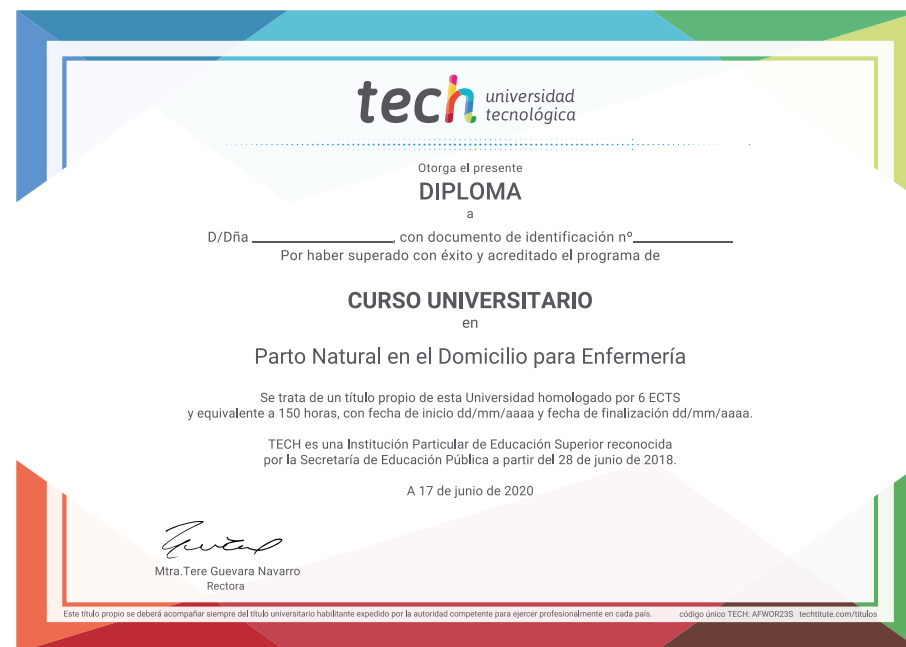 tech universidad
tecnológica
Otorga el presente
DIPLOMA
a
D/Dña ____________________, con documento de identificación nº______________
Por haber superado con éxito y acreditado el programa de
CURSO UNIVERSITARIO
en
Parto Natural en el Domicilio para Enfermería
Se trata de un título propio de esta Universidad homologado por 6 ECTS
y equivalente a 150 horas, con fecha de inicio dd/mm/aaaa y fecha de finalización dd/mm/aaaa.
TECH es una Institución Particular de Educación Superior reconocida
por la Secretaría de Educación Pública a partir del 28 de junio de 2018.
A 17 de junio de 2020
Mtra.Tere Guevara Navarro
Rectora
Este título propio se deberá acompañar siempre del título universitario habilitante expedido por la autoridad competente para ejercer profesionalmente en cada país. código único TECH: AFWOR23S techtitute.com/títulos